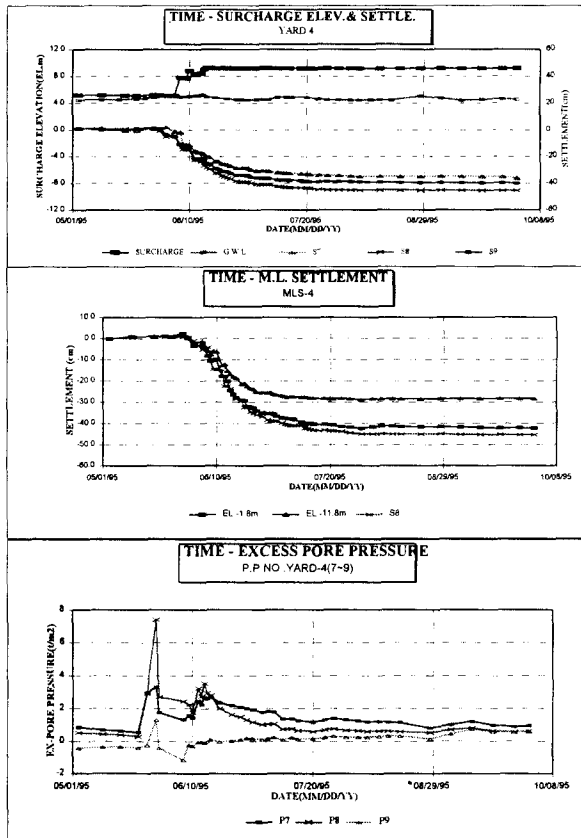 TIME - SURCHARGE ELEV.& SETTLE.
YARD 4
SURCHARGE ELEVATION(EL.m)
12.0
8.0
4.0
0.0
-4.0
-8.0
-12.0
60
40
20
0
-20
-40
-60
SETTLEMENT(cm)
05/01/95
06/10/95
07/20/95
08/29/95
10/08/95
DATE(MM/DD/YY)
SURCHARGE
G.W.L
S7
S8
S9
TIME - M.L. SETTLEMENT
MLS-4
SETTLEMENT (cm)
10.0
0.0
-10.0
-20.0
-30.0
-40.0
-50.0
-60.0
05/01/95
06/10/95
07/20/95
08/29/95
10/08/95
DATE(MM/DD/YY)
EL -1.8m
EL -11.8m
S8
TIME - EXCESS PORE PRESSURE
P.P NO .YARD-4(7~9)
EX-PORE PRESSURE(t/m2)
8
6
4
2
0
-2
05/01/95
06/10/95
07/20/95
08/29/95
10/08/95
DATE(MM/DD/YY)
P7
P8
P9